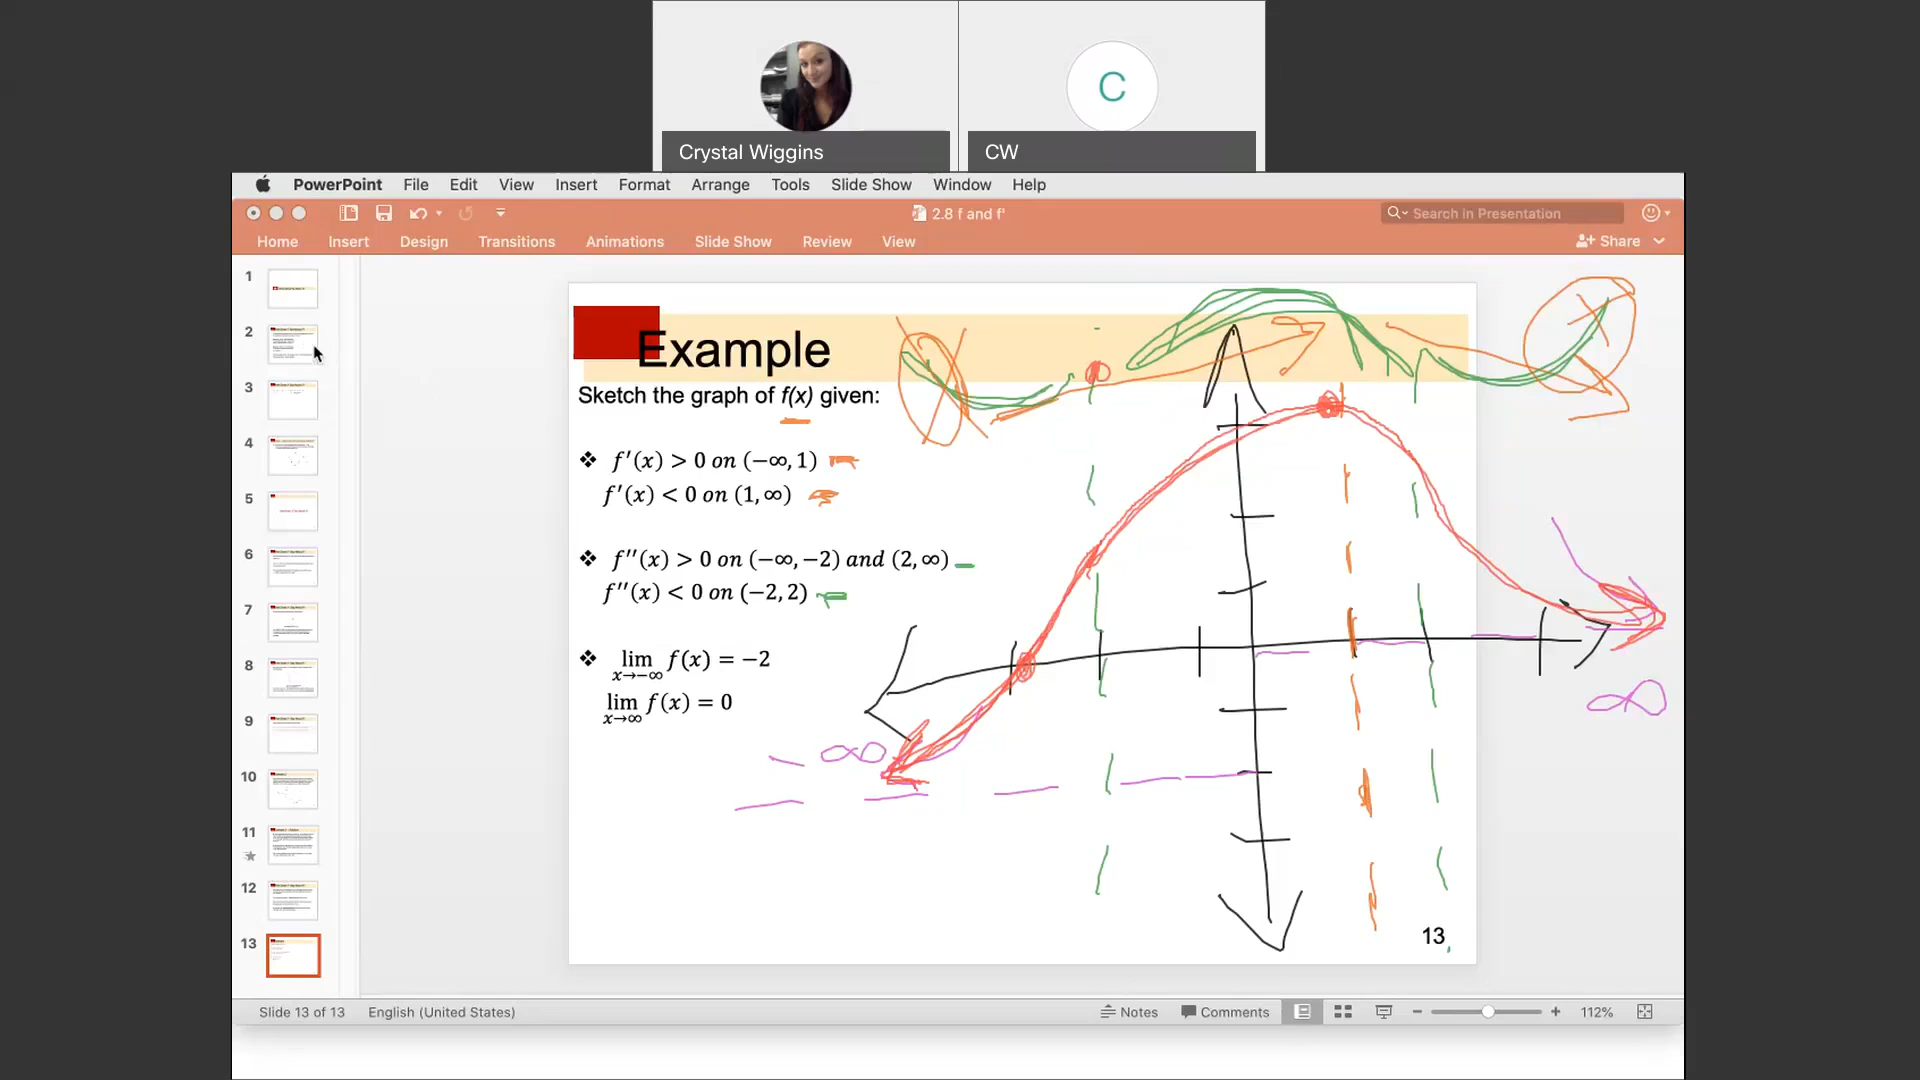 Crystal Wiggins
C
CW
PowerPoint File Edit View Insert Format Arrange Tools Slide Show Window Help
2.8 f and f'
Search in Presentation
Home Insert Design Transitions Animations Slide Show Review View
Share
1
2
3
4
5
6
7
8
9
10
11
12
13
Example
Sketch the graph of f(x) given:
❖ f′(x) > 0 on (−∞, 1)
f′(x) < 0 on (1, ∞)
❖ f′′(x) > 0 on (−∞, −2) and (2, ∞)
f′′(x) < 0 on (−2, 2)
❖ lim x→−∞ f(x) = −2
lim x→∞ f(x) = 0
∞
∞
13
Slide 13 of 13 English (United States)
Notes Comments 112%